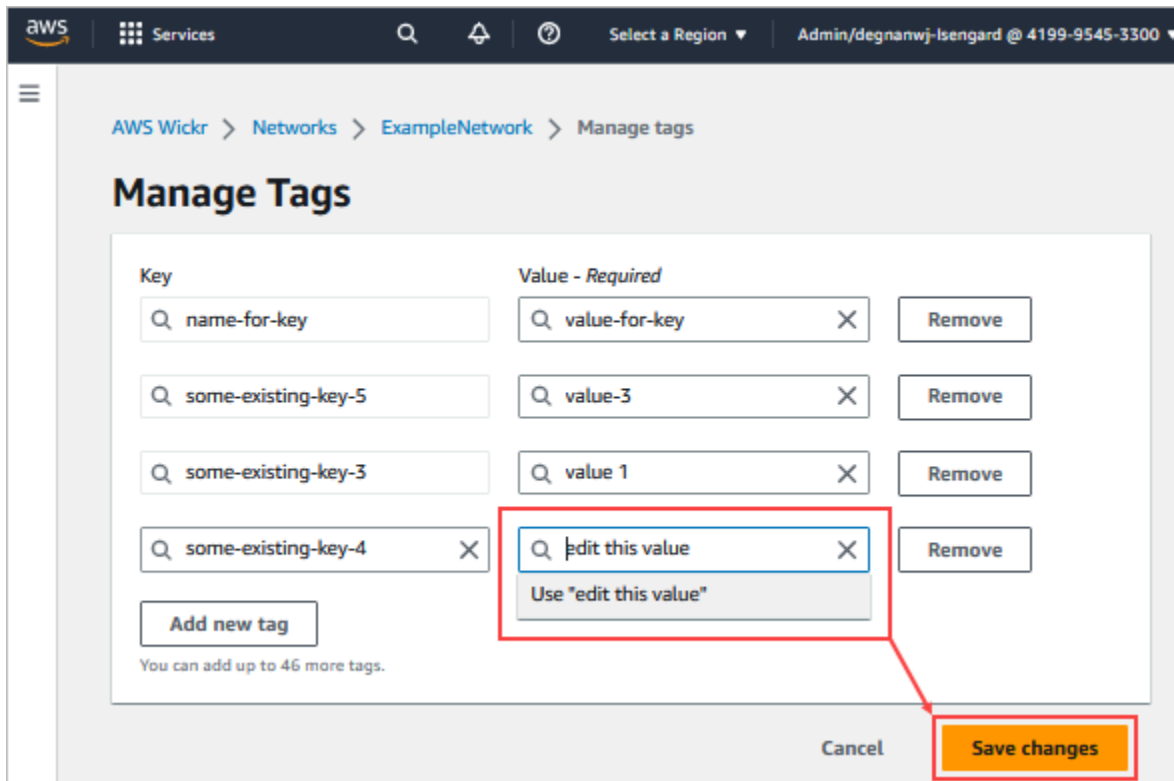 aws Services Select a Region ▼ Admin/degnanwj-Isengard @ 4199-9545-3300 ▼
AWS Wickr > Networks > ExampleNetwork > Manage tags
Manage Tags
Key Value - Required
name-for-key value-for-key Remove
some-existing-key-5 value-3 Remove
some-existing-key-3 value 1 Remove
some-existing-key-4 edit this value Remove
Use "edit this value"
Add new tag
You can add up to 46 more tags.
Cancel Save changes